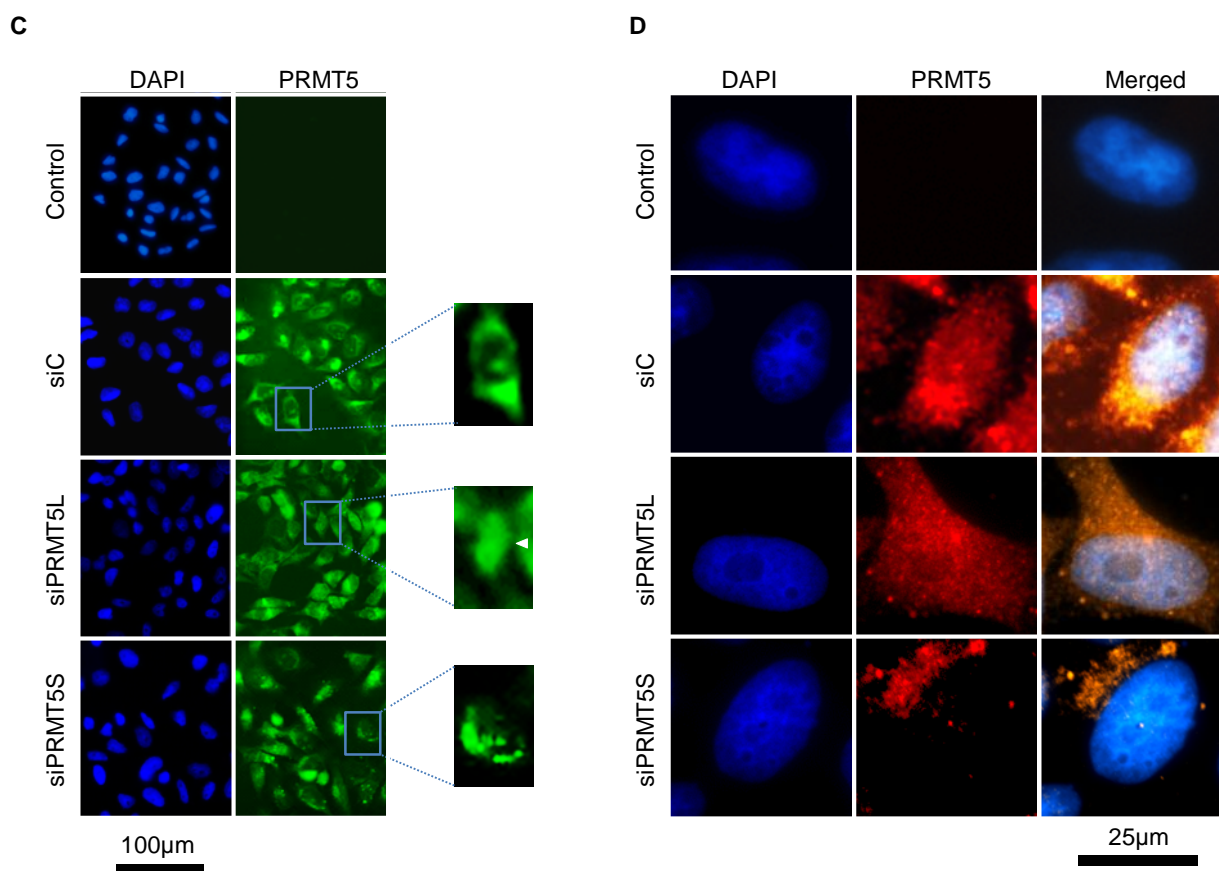 C
DAPI PRMT5
Control
siC
siPRMT5L
siPRMT5S
100µm
D
DAPI PRMT5 Merged
Control
siC
siPRMT5L
siPRMT5S
25µm